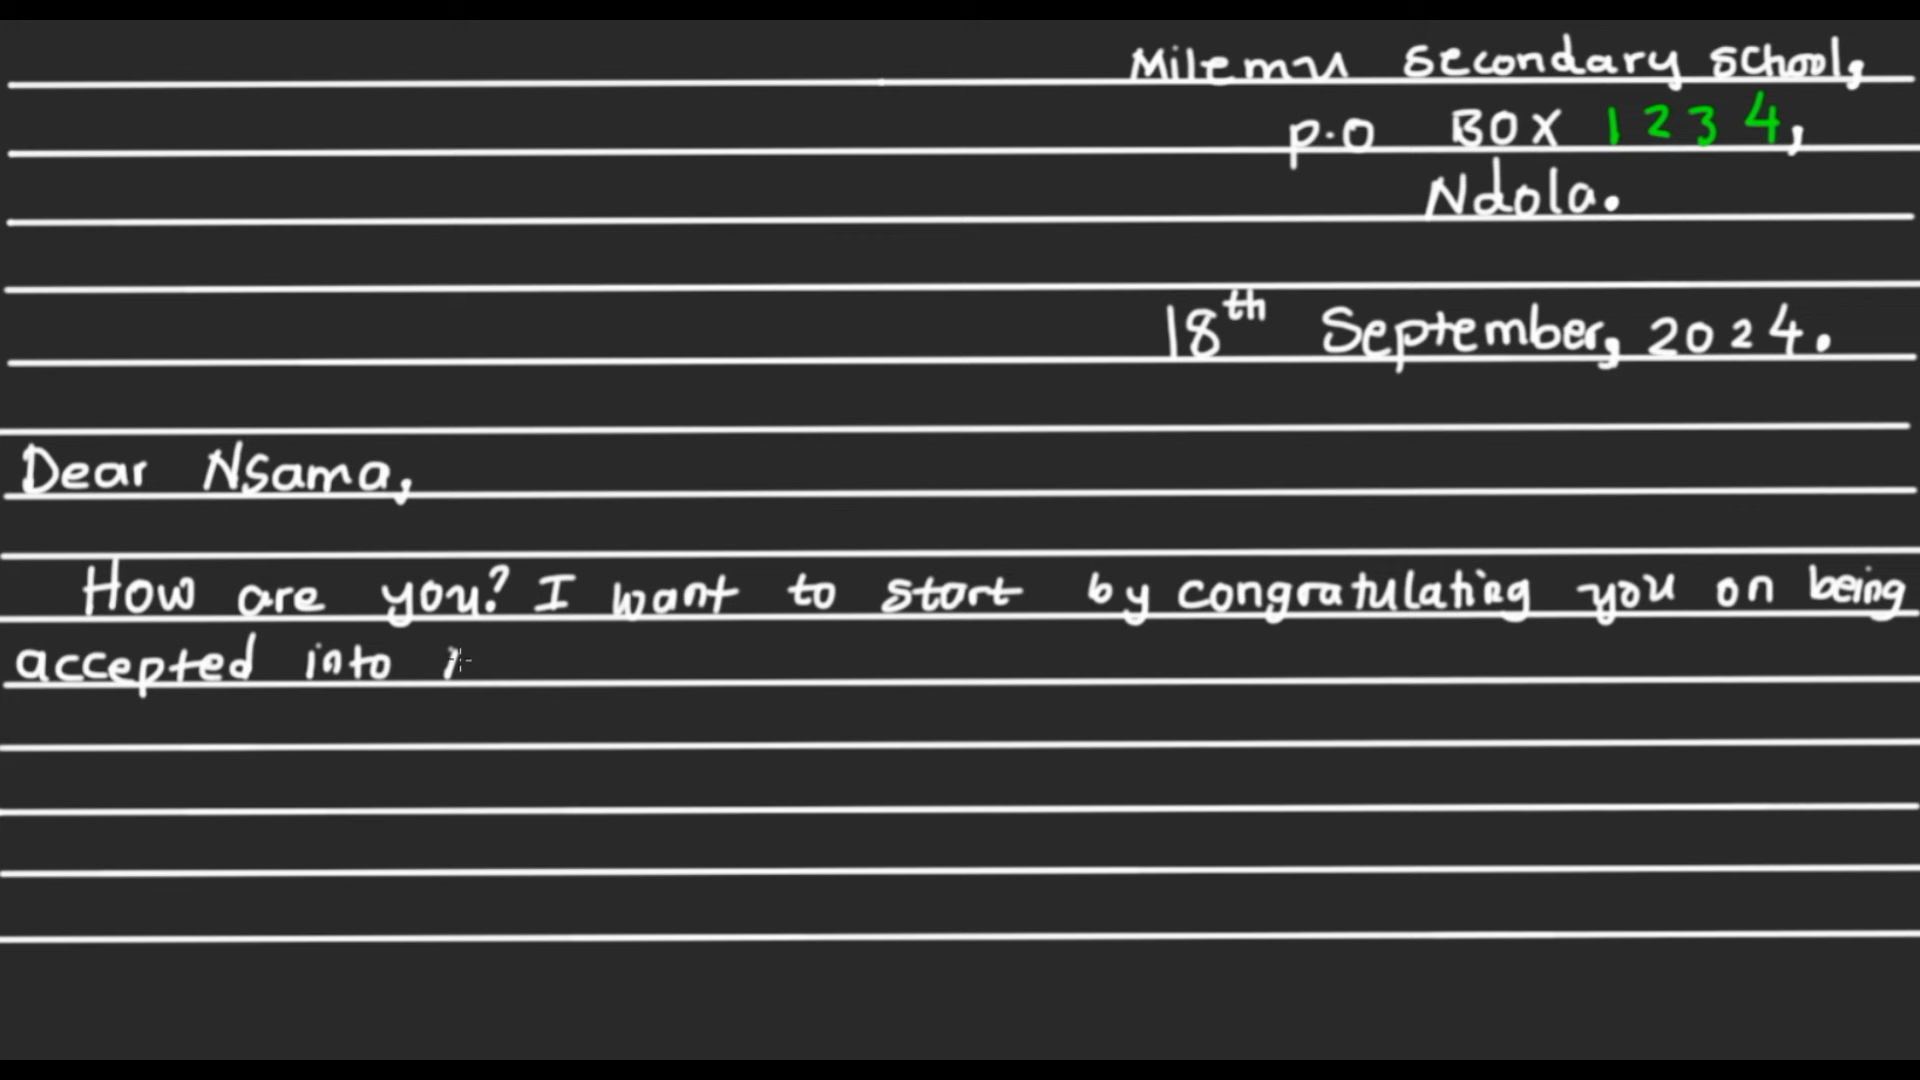 Milemas secondary school,
p.o BOX 1234,
Ndola.
18th September, 2024.
Dear Nsama,
How are you? I want to start by congratulating you on being
accepted into